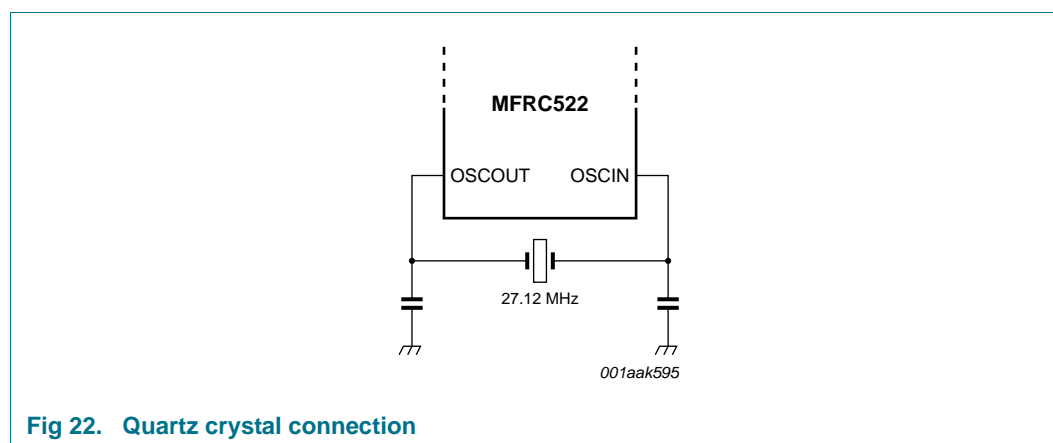 MFRC522
OSCOUT OSCIN
27.12 MHz
001aak595
Fig 22. Quartz crystal connection